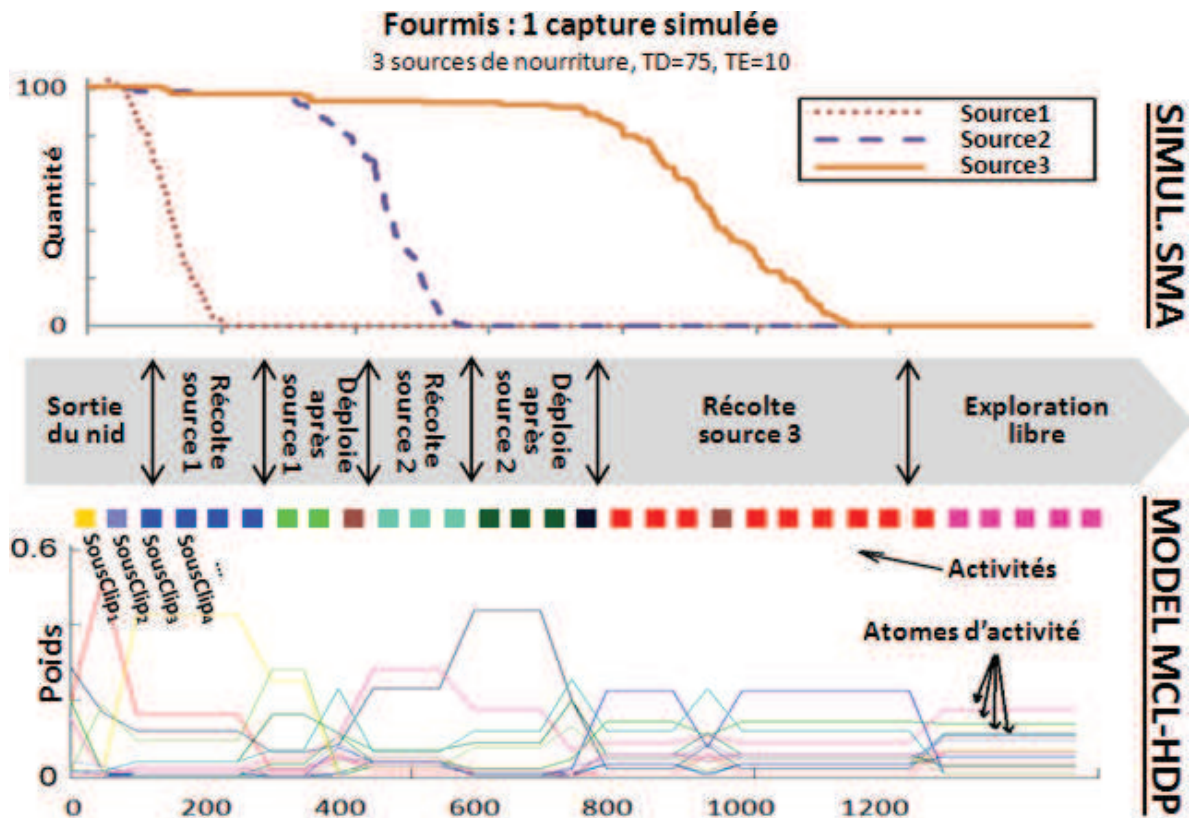 Fourmis : 1 capture simulée
3 sources de nourriture, TD=75, TE=10
100
Quantité
0
Source1
Source2
Source3
SIMUL. SMA
Sortie
du nid
Récolte
source 1
Déploie
après
source 1
Récolte
source 2
Déploie
après
source 2
Récolte
source 3
Exploration
libre
0.6
Poids
0
SousClip1
SousClip2
SousClip3
SousClip4
...
Activités
Atomes d'activité
MODEL MCL-HDP
0 200 400 600 800 1000 1200